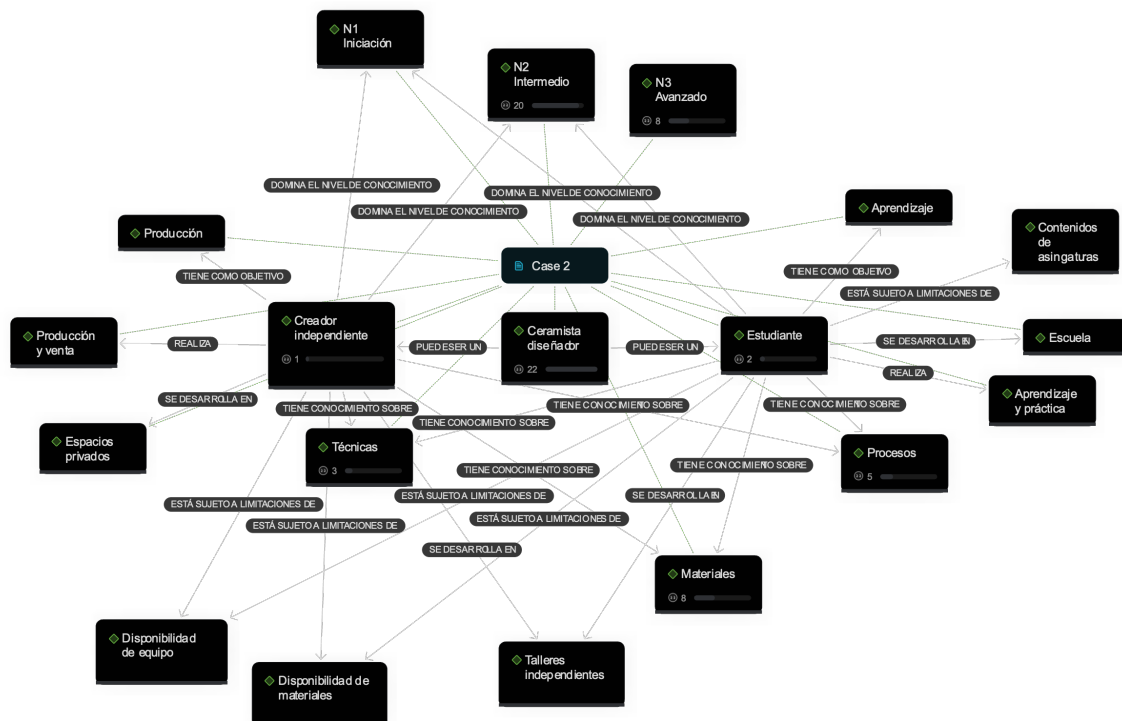 N1
Iniciación
N2
Intermedio
20
N3
Avanzado
8
DOMINA EL NIVEL DE CONOCIMIENTO
DOMINA EL NIVEL DE CONOCIMIENTO
DOMINA EL NIVEL DE CONOCIMIENTO
DOMINA EL NIVEL DE CONOCIMIENTO
Aprendizaje
Producción
Contenidos
de
asingaturas
Case 2
TIENE COMO OBJETIVO
TIENE COMO OBJETIVO
ESTÁ SUJETO A LIMITACIONES DE
Creador
independiente
1
Ceramista
diseñador
22
Estudiante
2
Producción
y venta
REALIZA
PUEDE SER UN
PUEDE SER UN
SE DESARROLLA EN
Escuela
REALIZA
Aprendizaje
y práctica
SE DESARROLLA EN
TIENE CONOCIMIENTO SOBRE
TIENE CONOCIMIENTO SOBRE
TIENE CONOCIMIENTO SOBRE
TIENE CONOCIMIENTO SOBRE
Espacios
privados
Técnicas
3
Procesos
5
TIENE CONOCIMIENTO SOBRE
TIENE CONOCIMIENTO SOBRE
ESTÁ SUJETO A LIMITACIONES DE
ESTÁ SUJETO A LIMITACIONES DE
SE DESARROLLA EN
ESTÁ SUJETO A LIMITACIONES DE
ESTÁ SUJETO A LIMITACIONES DE
SE DESARROLLA EN
Materiales
8
Disponibilidad
de equipo
Disponibilidad de
materiales
Talleres
independientes